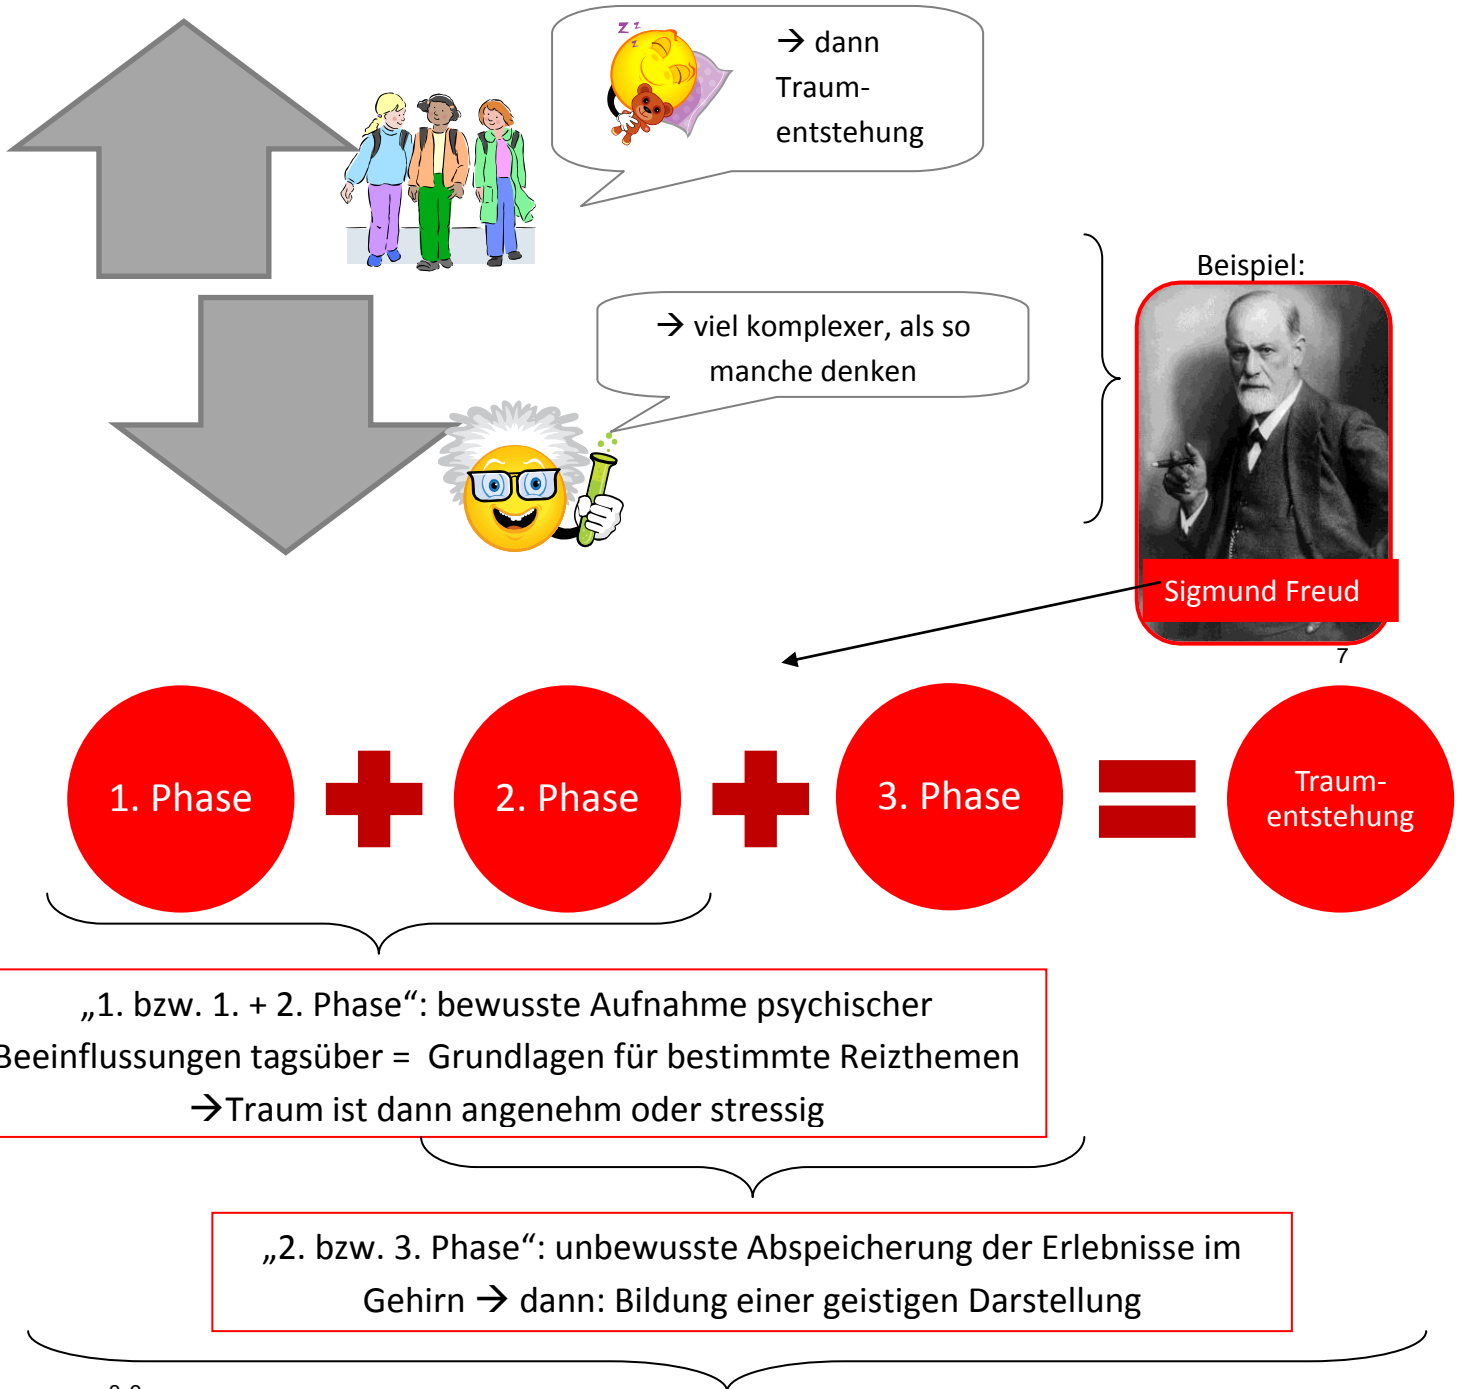 → dann
Traum-
entstehung
Beispiel:
→ viel komplexer, als so
manche denken
Sigmund Freud
7
1. Phase
2. Phase
3. Phase
Traum-
entstehung
„1. bzw. 1. + 2. Phase“: bewusste Aufnahme psychischer
Beeinflussungen tagsüber = Grundlagen für bestimmte Reizthemen
→Traum ist dann angenehm oder stressig
„2. bzw. 3. Phase“: unbewusste Abspeicherung der Erlebnisse im
Gehirn → dann: Bildung einer geistigen Darstellung